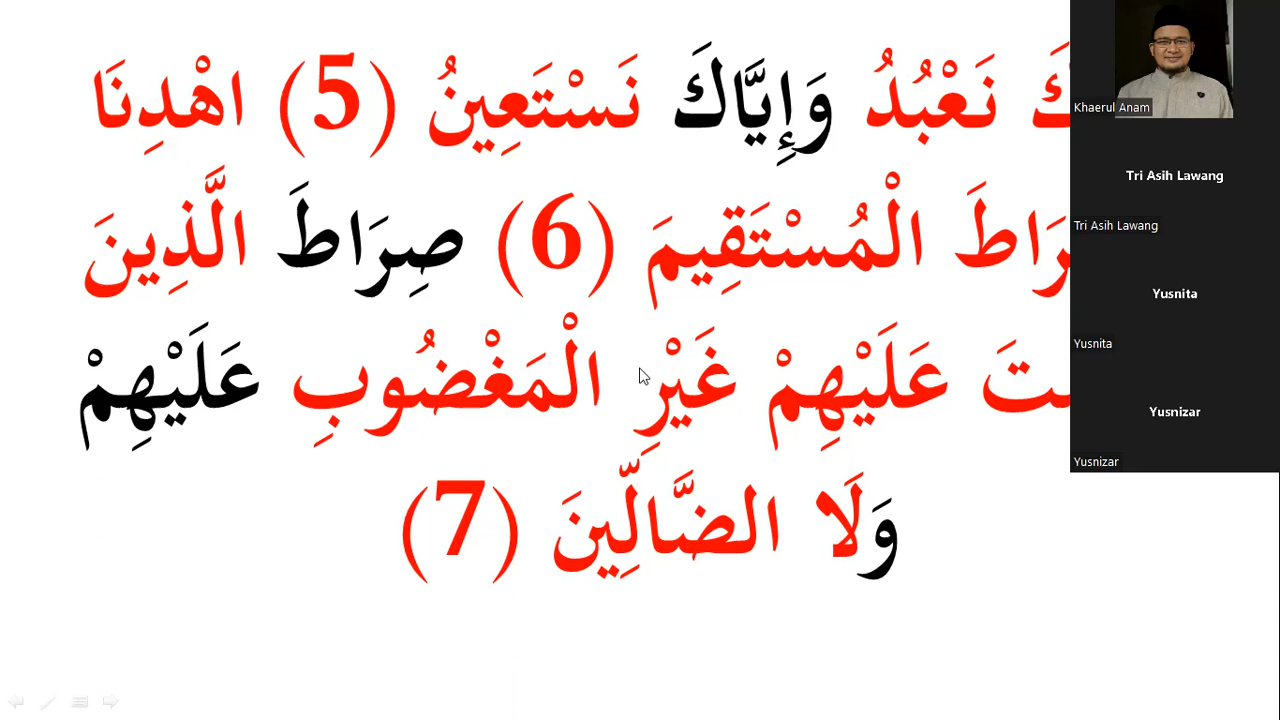 كَ نَعْبُدُ وَإِيَّاكَ نَسْتَعِينُ (5) اهْدِنَا
رَاطَ الْمُسْتَقِيمَ (6) صِرَاطَ الَّذِينَ
مْتَ عَلَيْهِمْ غَيْرِ الْمَغْضُوبِ عَلَيْهِمْ
وَلَا الضَّالِّينَ (7)
Khaerul Anam
Tri Asih Lawang
Tri Asih Lawang
Yusnita
Yusnita
Yusnizar
Yusnizar